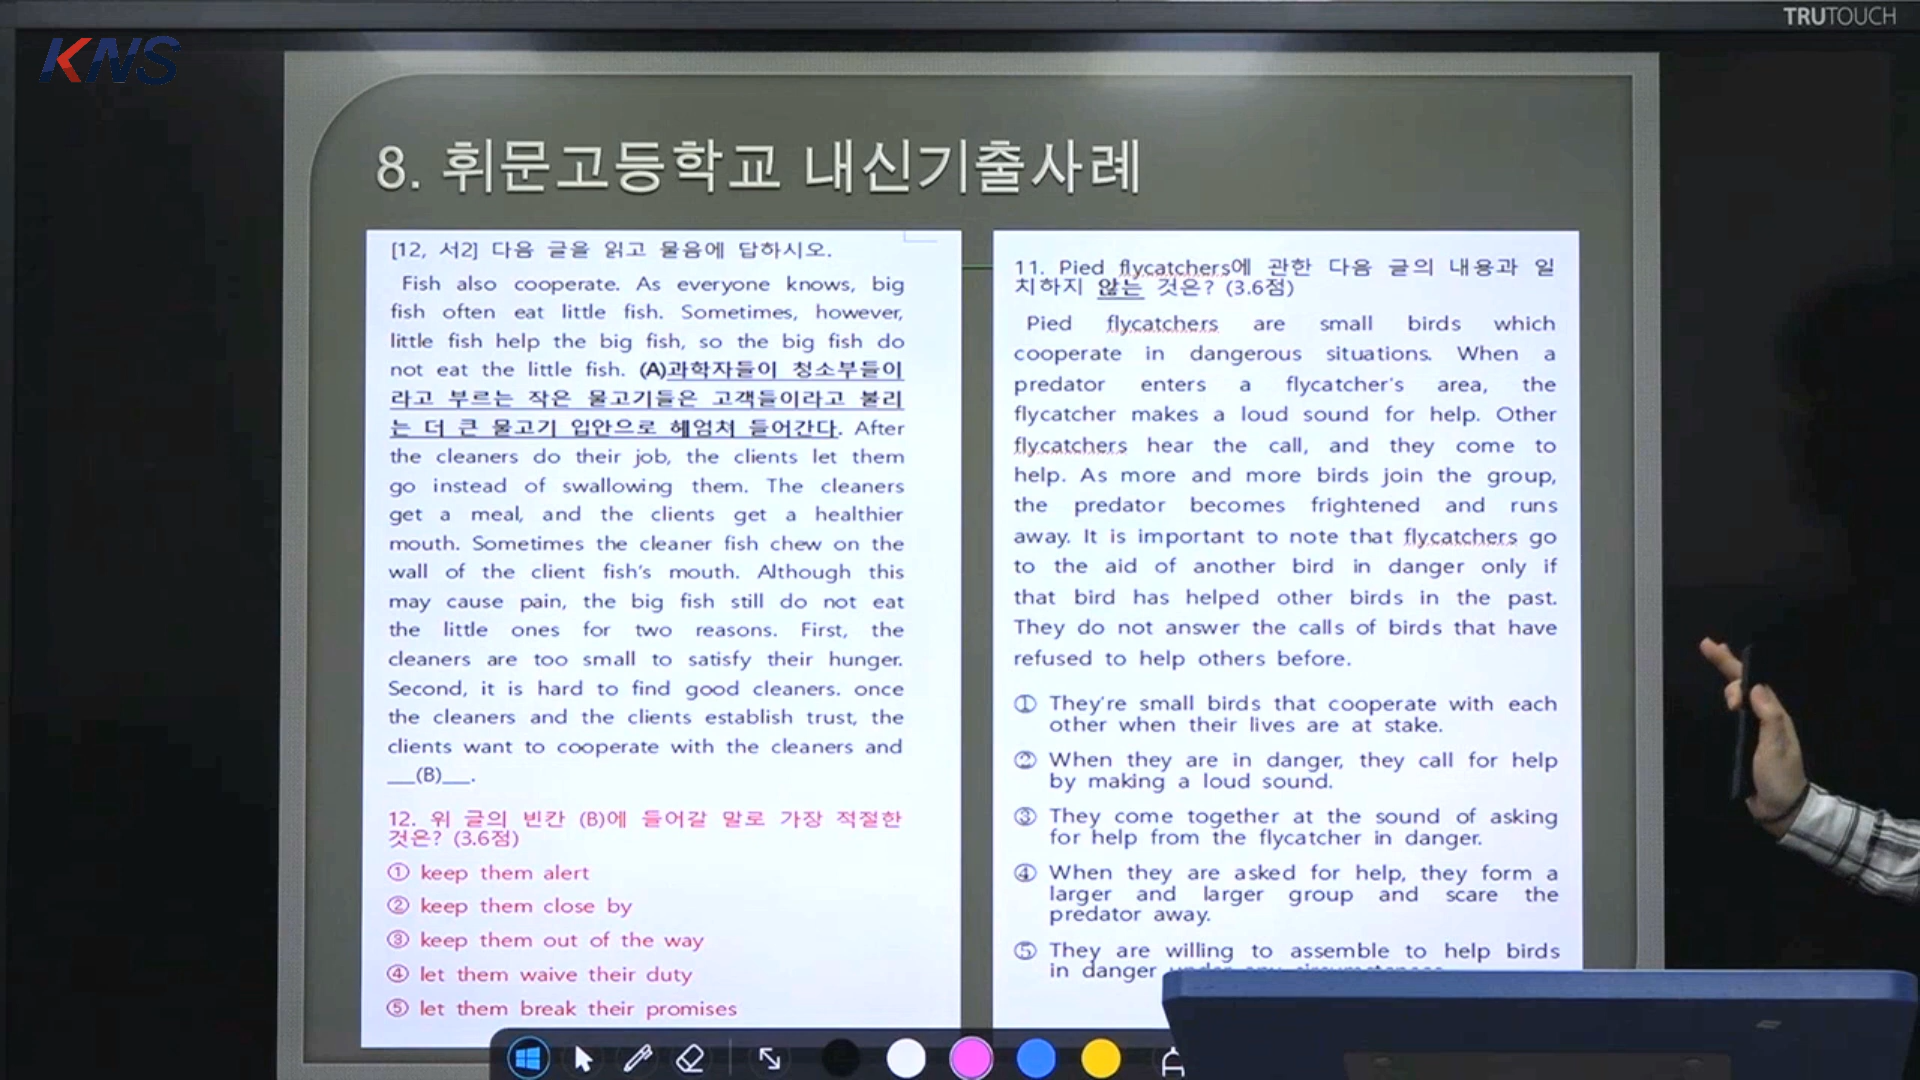 TRUTOUCH
KNS
8. 휘문고등학교 내신기출사례
[12, 서2] 다음 글을 읽고 물음에 답하시오.
Fish also cooperate. As everyone knows, big
fish often eat little fish. Sometimes, however,
little fish help the big fish, so the big fish do
not eat the little fish. (A)과학자들이 청소부들이
라고 부르는 작은 물고기들은 고객들이라고 불리
는 더 큰 물고기 입안으로 헤엄쳐 들어간다. After
the cleaners do their job, the clients let them
go instead of swallowing them. The cleaners
get a meal, and the clients get a healthier
mouth. Sometimes the cleaner fish chew on the
wall of the client fish's mouth. Although this
may cause pain, the big fish still do not eat
the little ones for two reasons. First, the
cleaners are too small to satisfy their hunger.
Second, it is hard to find good cleaners. once
the cleaners and the clients establish trust, the
clients want to cooperate with the cleaners and
___(B)___.
12. 위 글의 빈칸 (B)에 들어갈 말로 가장 적절한
것은? (3.6점)
① keep them alert
② keep them close by
③ keep them out of the way
④ let them waive their duty
⑤ let them break their promises
11. Pied flycatchers에 관한 다음 글의 내용과 일
치하지 않는 것은? (3.6점)
Pied flycatchers are small birds which
cooperate in dangerous situations. When a
predator enters a flycatcher's area, the
flycatcher makes a loud sound for help. Other
flycatchers hear the call, and they come to
help. As more and more birds join the group,
the predator becomes frightened and runs
away. It is important to note that flycatchers go
to the aid of another bird in danger only if
that bird has helped other birds in the past.
They do not answer the calls of birds that have
refused to help others before.
① They're small birds that cooperate with each
other when their lives are at stake.
② When they are in danger, they call for help
by making a loud sound.
③ They come together at the sound of asking
for help from the flycatcher in danger.
④ When they are asked for help, they form a
larger and larger group and scare the
predator away.
⑤ They are willing to assemble to help birds
in danger